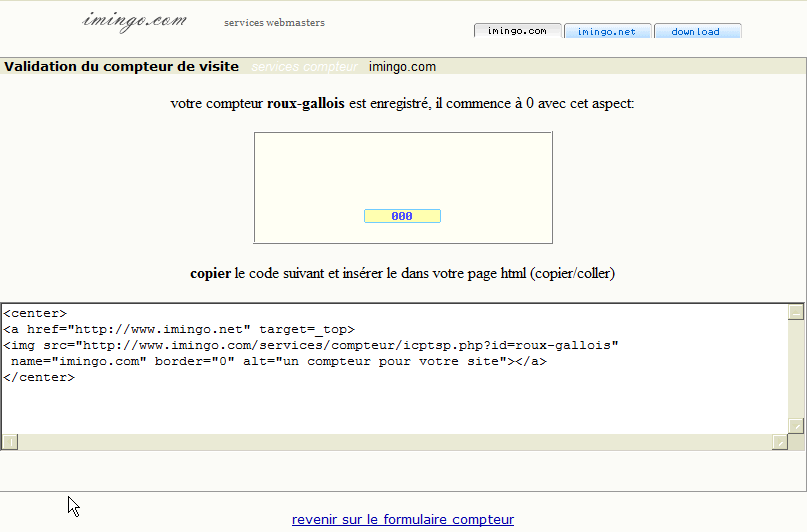 imingo.com services webmasters
imingo.com imingo.net download
Validation du compteur de visite services compteur imingo.com
votre compteur roux-gallois est enregistré, il commence à 0 avec cet aspect:
000
copier le code suivant et insérer le dans votre page html (copier/coller)
<center>
<a href="http://www.imingo.net" target=_top>
<img src="http://www.imingo.com/services/compteur/icptsp.php?id=roux-gallois"
name="imingo.com" border="0" alt="un compteur pour votre site"></a>
</center>
revenir sur le formulaire compteur